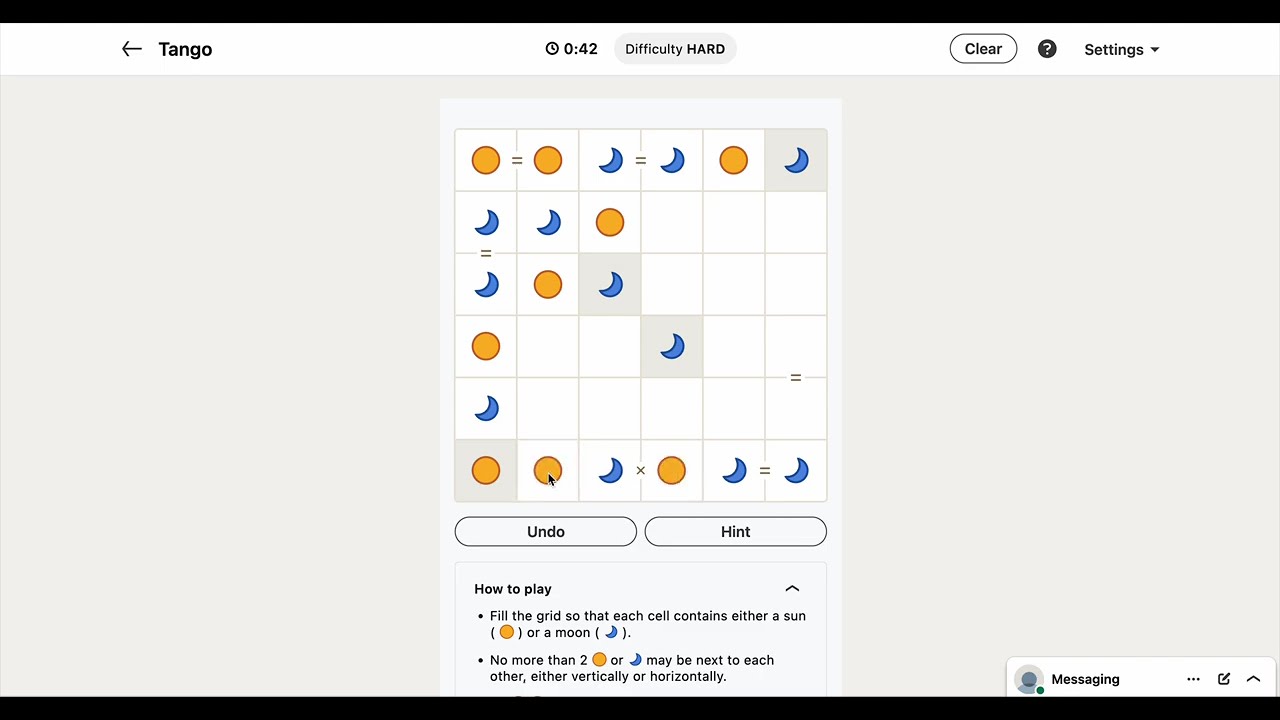 Tango
0:42
Difficulty HARD
Clear
?
Settings
= =
=
=
× =
Undo
Hint
How to play
• Fill the grid so that each cell contains either a sun
( ) or a moon ( ).
• No more than 2 or may be next to each
other, either vertically or horizontally.
Messaging